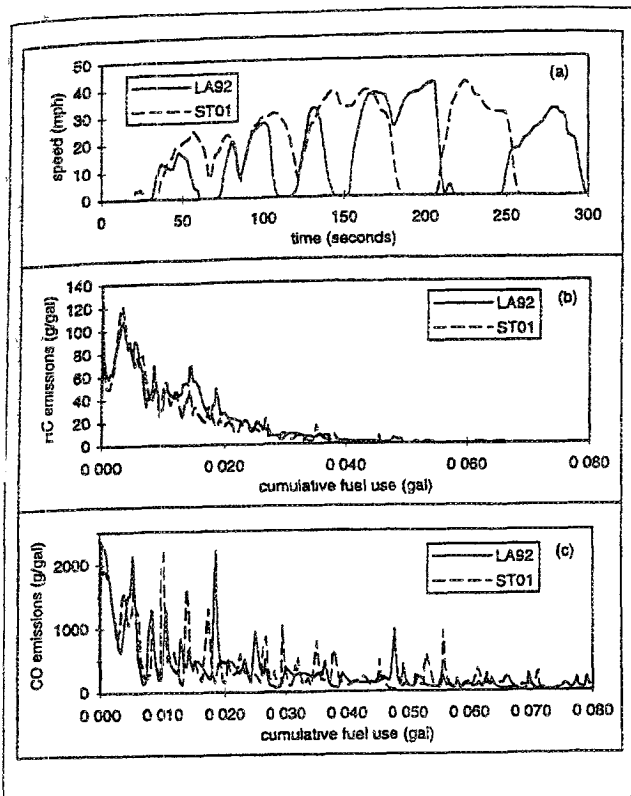 speed (mph)
50
40
30
20
10
0
LA92
ST01
(a)
0
50
100
150
200
250
300
time (seconds)
HC emissions (g/gal)
140
120
100
80
60
40
20
0
LA92
ST01
(b)
0 000
0 020
0 040
0 060
0 080
cumulative fuel use (gal)
CO emissions (g/gal)
2000
1000
0
LA92
ST01
(c)
0 000
0 010
0 020
0 030
0 040
0 050
0 060
0 070
0 080
cumulative fuel use (gal)